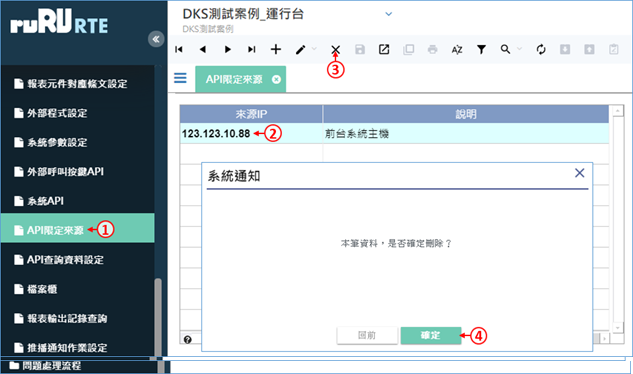 ruRU RTE
DKS測試案例_運行台
DKS測試案例
報表元件對應條文設定
外部程式設定
系統參數設定
外部呼叫按鍵API
系統API
API限定來源
①
API查詢資料設定
檔案櫃
報表輸出記錄查詢
推播通知作業設定
問題處理流程
③
API限定來源
來源IP
說明
123.123.10.88
②
前台系統主機
系統通知
本筆資料，是否確定刪除？
回前
確定
④